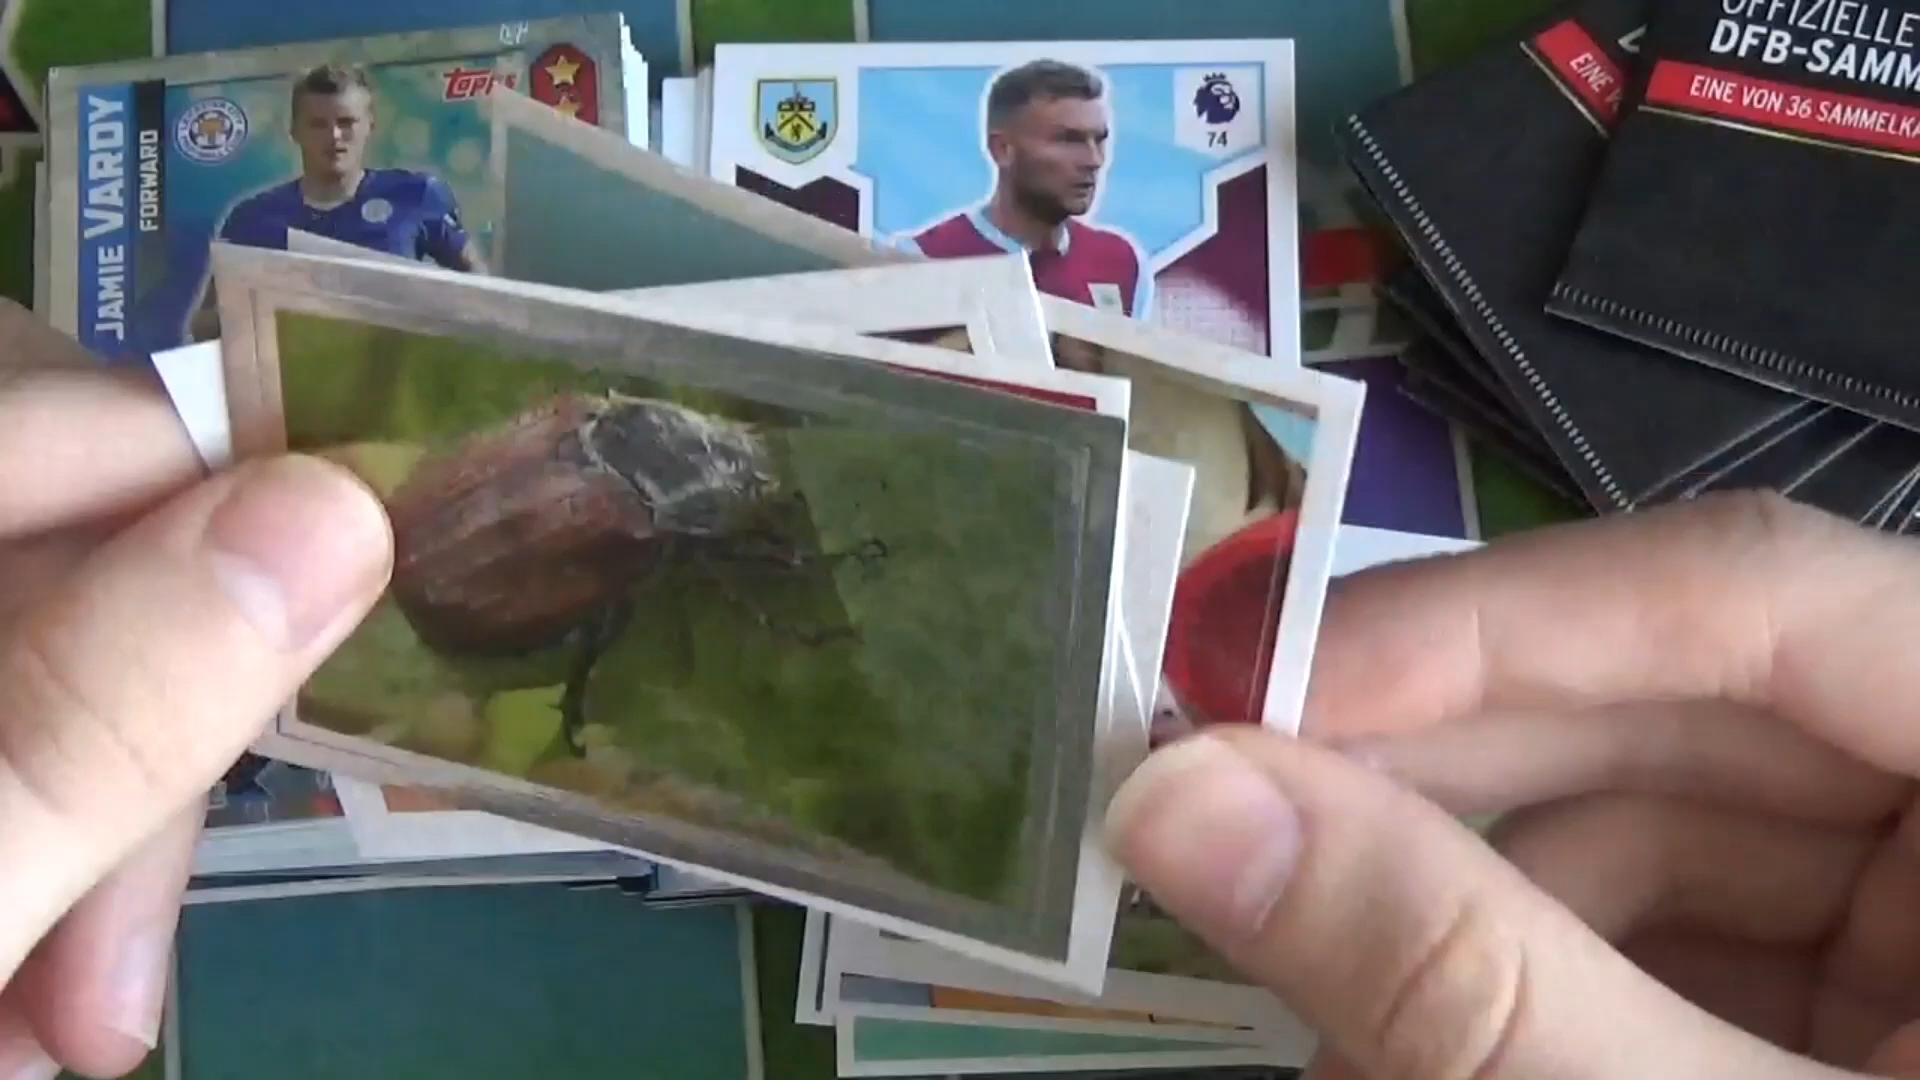 JAMIE VARDY
FORWARD
Topps
74
OFFIZIELLE
DFB-SAMM
EINE VON 36 SAMMELKA
EINE V